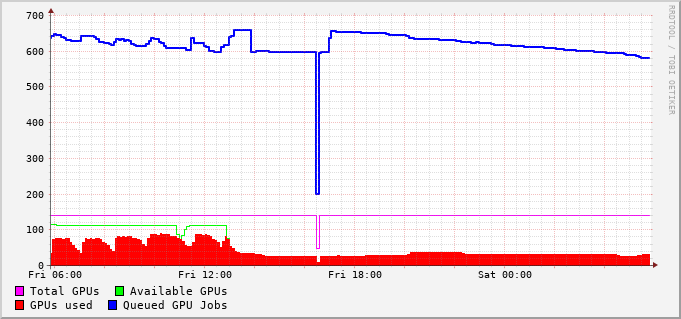 700
600
500
400
300
200
100
0
Fri 06:00 Fri 12:00 Fri 18:00 Sat 00:00
Total GPUs Available GPUs
GPUs used Queued GPU Jobs
RRDTOOL / TOBI OETIKER